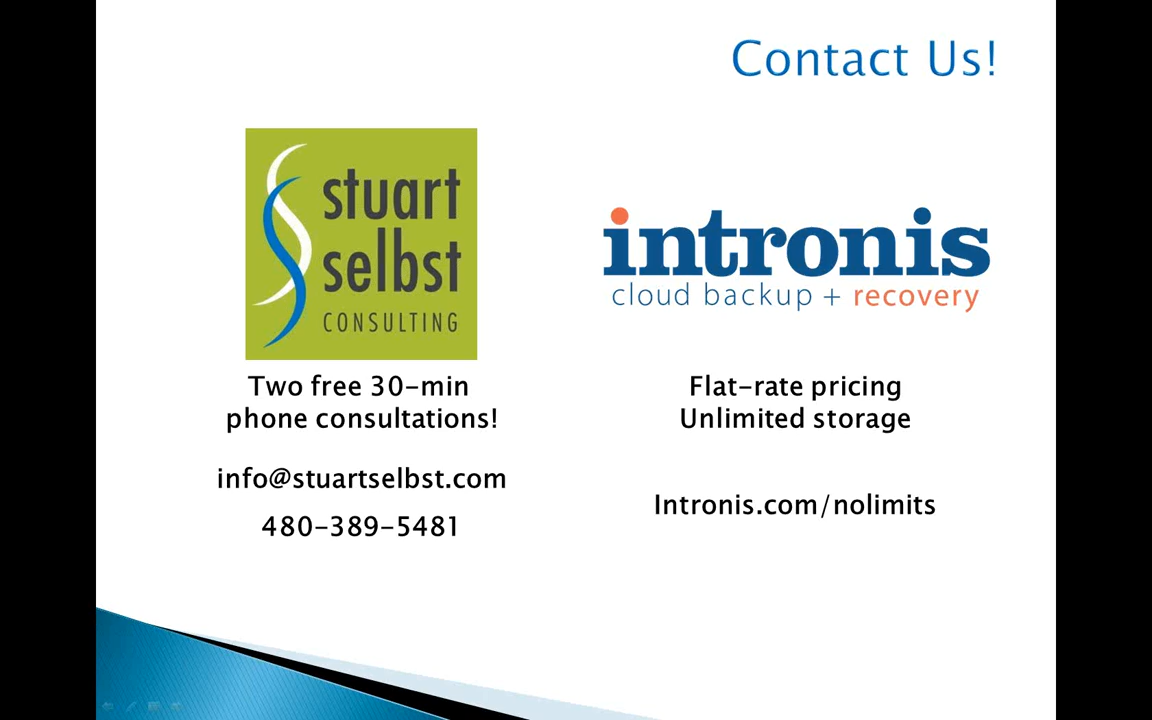 Contact Us!
stuart
selbst
CONSULTING
Two free 30-min
phone consultations!
info@stuartselbst.com
480-389-5481
intronis
cloud backup + recovery
Flat-rate pricing
Unlimited storage
Intronis.com/nolimits